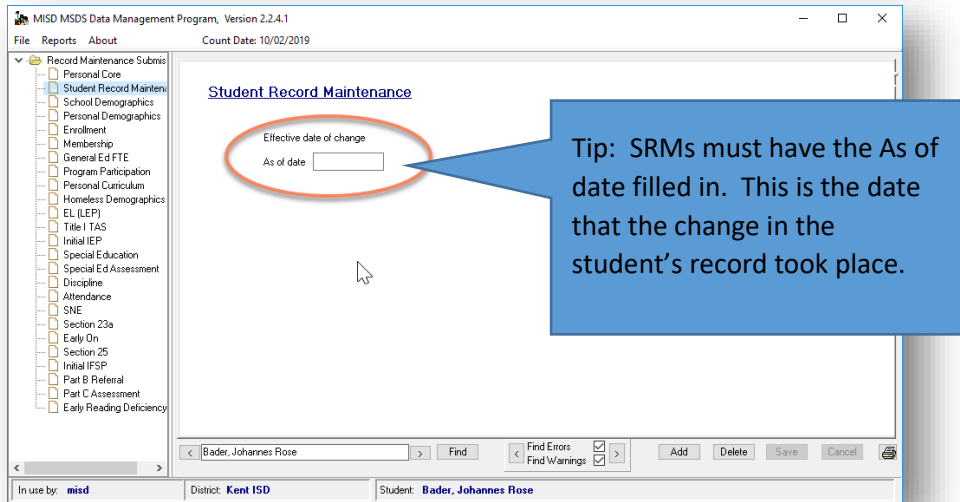 MISD MSDS Data Management Program, Version 2.2.4.1
File Reports About Count Date: 10/02/2019
Record Maintenance Submis
Personal Core
Student Record Maintena
School Demographics
Personal Demographics
Enrollment
Membership
General Ed FTE
Program Participation
Personal Curriculum
Homeless Demographics
EL (LEP)
Title I TAS
Initial IEP
Special Education
Special Ed Assessment
Discipline
Attendance
SNE
Section 23a
Early On
Section 25
Initial IFSP
Part B Referral
Part C Assessment
Early Reading Deficiency
Student Record Maintenance
Effective date of change
As of date
Tip: SRMs must have the As of
date filled in. This is the date
that the change in the
student’s record took place.
< Bader, Johannes Rose > Find < Find Errors > Add Delete Save Cancel
Find Warnings
In use by: misd District: Kent ISD Student: Bader, Johannes Rose